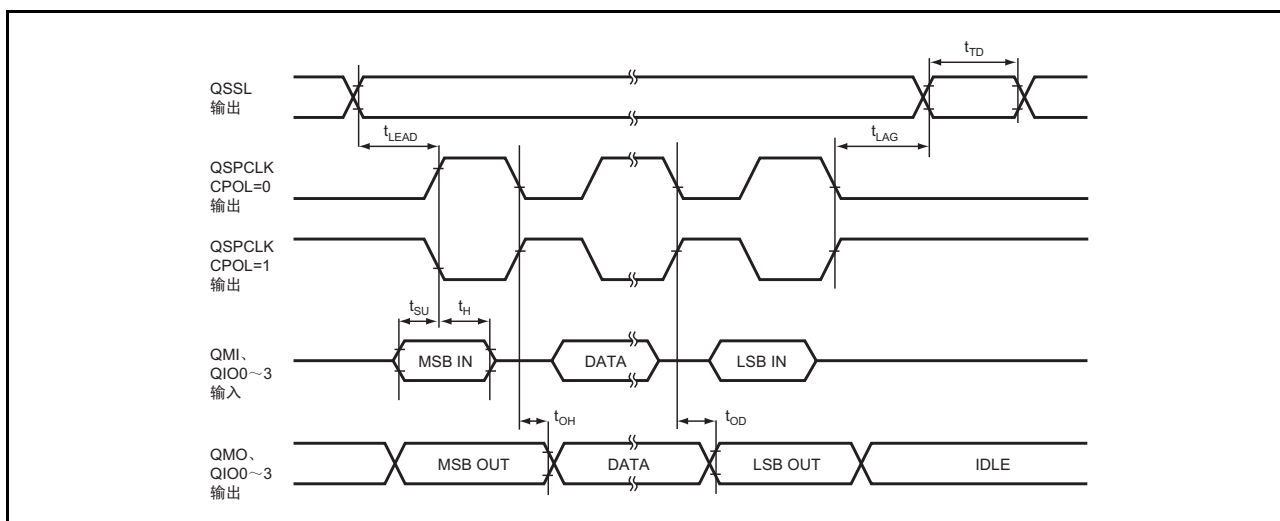 QSSL
输出
tTD
tLEAD
tLAG
QSPCLK
CPOL=0
输出
QSPCLK
CPOL=1
输出
tSU
tH
QMI、
QIO0～3
输入
MSB IN
DATA
LSB IN
tOH
tOD
QMO、
QIO0～3
输出
MSB OUT
DATA
LSB OUT
IDLE